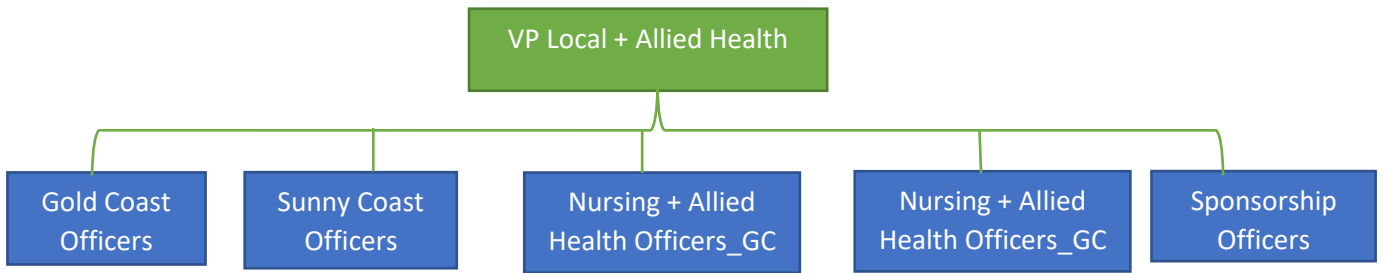 VP Local + Allied Health
Gold Coast
Officers
Sunny Coast
Officers
Nursing + Allied
Health Officers_GC
Nursing + Allied
Health Officers_GC
Sponsorship
Officers